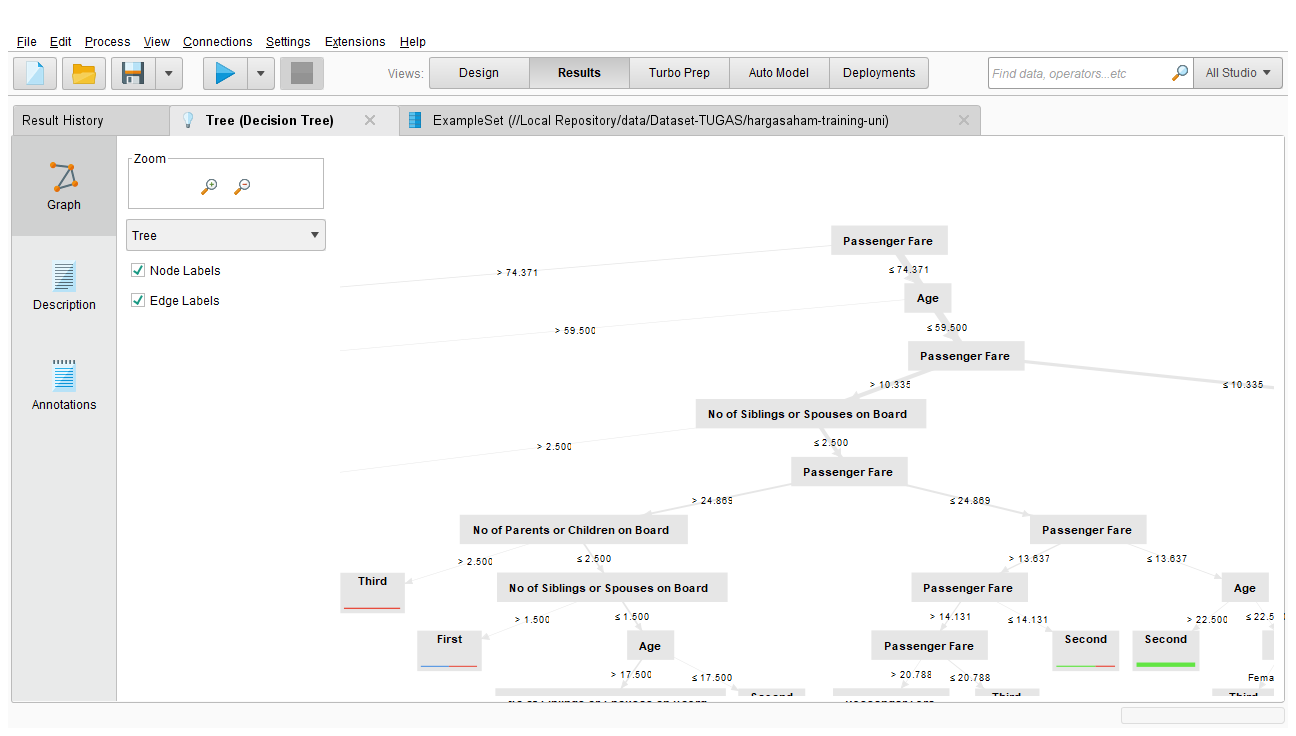 File Edit Process View Connections Settings Extensions Help
Views: Design Results Turbo Prep Auto Model Deployments Find data, operators...etc All Studio
Result History Tree (Decision Tree) ExampleSet (//Local Repository/data/Dataset-TUGAS/hargasaham-training-uni)
Zoom
Graph
Tree
Node Labels
Edge Labels
Description
Annotations
Passenger Fare
> 74.371 ≤ 74.371
Age
> 59.500 ≤ 59.500
Passenger Fare
> 10.335 ≤ 10.335
No of Siblings or Spouses on Board
> 2.500 ≤ 2.500
Passenger Fare
> 24.869 ≤ 24.869
No of Parents or Children on Board Passenger Fare
> 2.500 ≤ 2.500 > 13.637 ≤ 13.637
Third No of Siblings or Spouses on Board Passenger Fare Age
> 1.500 ≤ 1.500 > 14.131 ≤ 14.131 > 22.500 ≤ 22.5
First Age Passenger Fare Second Second
> 17.500 ≤ 17.500 > 20.788 ≤ 20.788 Fema
Second Third Third